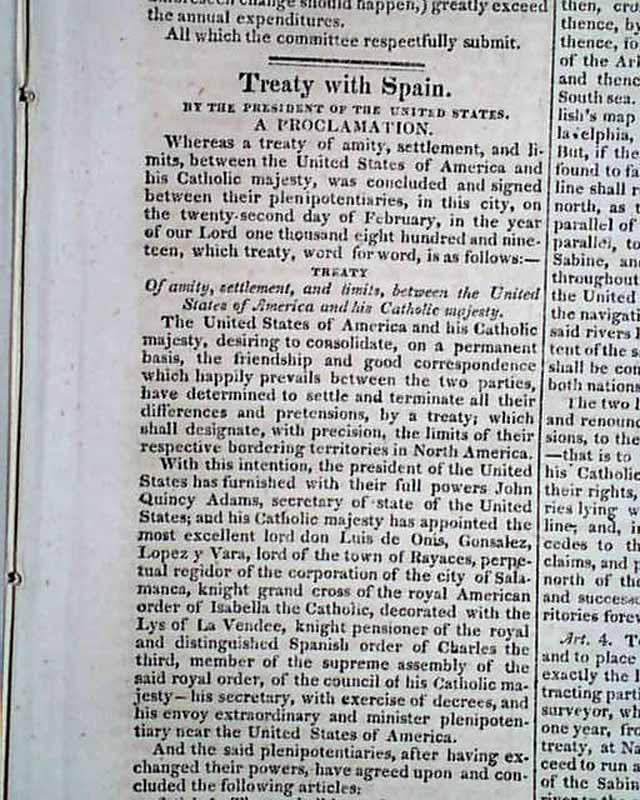 should happen,) greatly exceed
the annual expenditures.
All which the committee respectfully submit.
Treaty with Spain.
BY THE PRESIDENT OF THE UNITED STATES.
A PROCLAMATION.
Whereas a treaty of amity, settlement, and li-
mits, between the United States of America and
his Catholic majesty, was concluded and signed
between their plenipotentiaries, in this city, on
the twenty-second day of February, in the year
of our Lord one thousand eight hundred and nine-
teen, which treaty, word for word, is as follows:—
TREATY
Of amity, settlement, and limits, between the United
States of America and his Catholic majesty.
The United States of America and his Catholic
majesty, desiring to consolidate, on a permanent
basis, the friendship and good correspondence
which happily prevails between the two parties,
have determined to settle and terminate all their
differences and pretensions, by a treaty; which
shall designate, with precision, the limits of their
respective bordering territories in North America.
With this intention, the president of the United
States has furnished with their full powers John
Quincy Adams, secretary of state of the United
States; and his Catholic majesty has appointed the
most excellent lord don Luis de Onis, Gonsalez,
Lopez y Vara, lord of the town of Rayaces, perpe-
tual regidor of the corporation of the city of Sala-
manca, knight grand cross of the royal American
order of Isabella the Catholic, decorated with the
Lys of La Vendee, knight pensioner of the royal
and distinguished Spanish order of Charles the
third, member of the supreme assembly of the
said royal order, of the council of his Catholic ma-
jesty—his secretary, with exercise of decrees, and
his envoy extraordinary and minister plenipoten-
tiary near the United States of America.
And the said plenipotentiaries, after having ex-
changed their powers, have agreed upon and con-
cluded the following articles:
then,
thence, by
thence,
of the
and thence
South sea.
lish's map
But, if the
found to
line shall
north, as
parallel of
parallel, to
Sabine,
throughout
the United
the
said rivers
tent of the
shall be
both nations
The two
and
sions, to the
—that is to
his Catholic
their rights,
ries lying
line; and,
cedes to
claims, and
north of the
and
ritories
Art. 4.
and to place
exactly the
tracting
surveyor,
one year,
treaty, at
ceed to run
of the